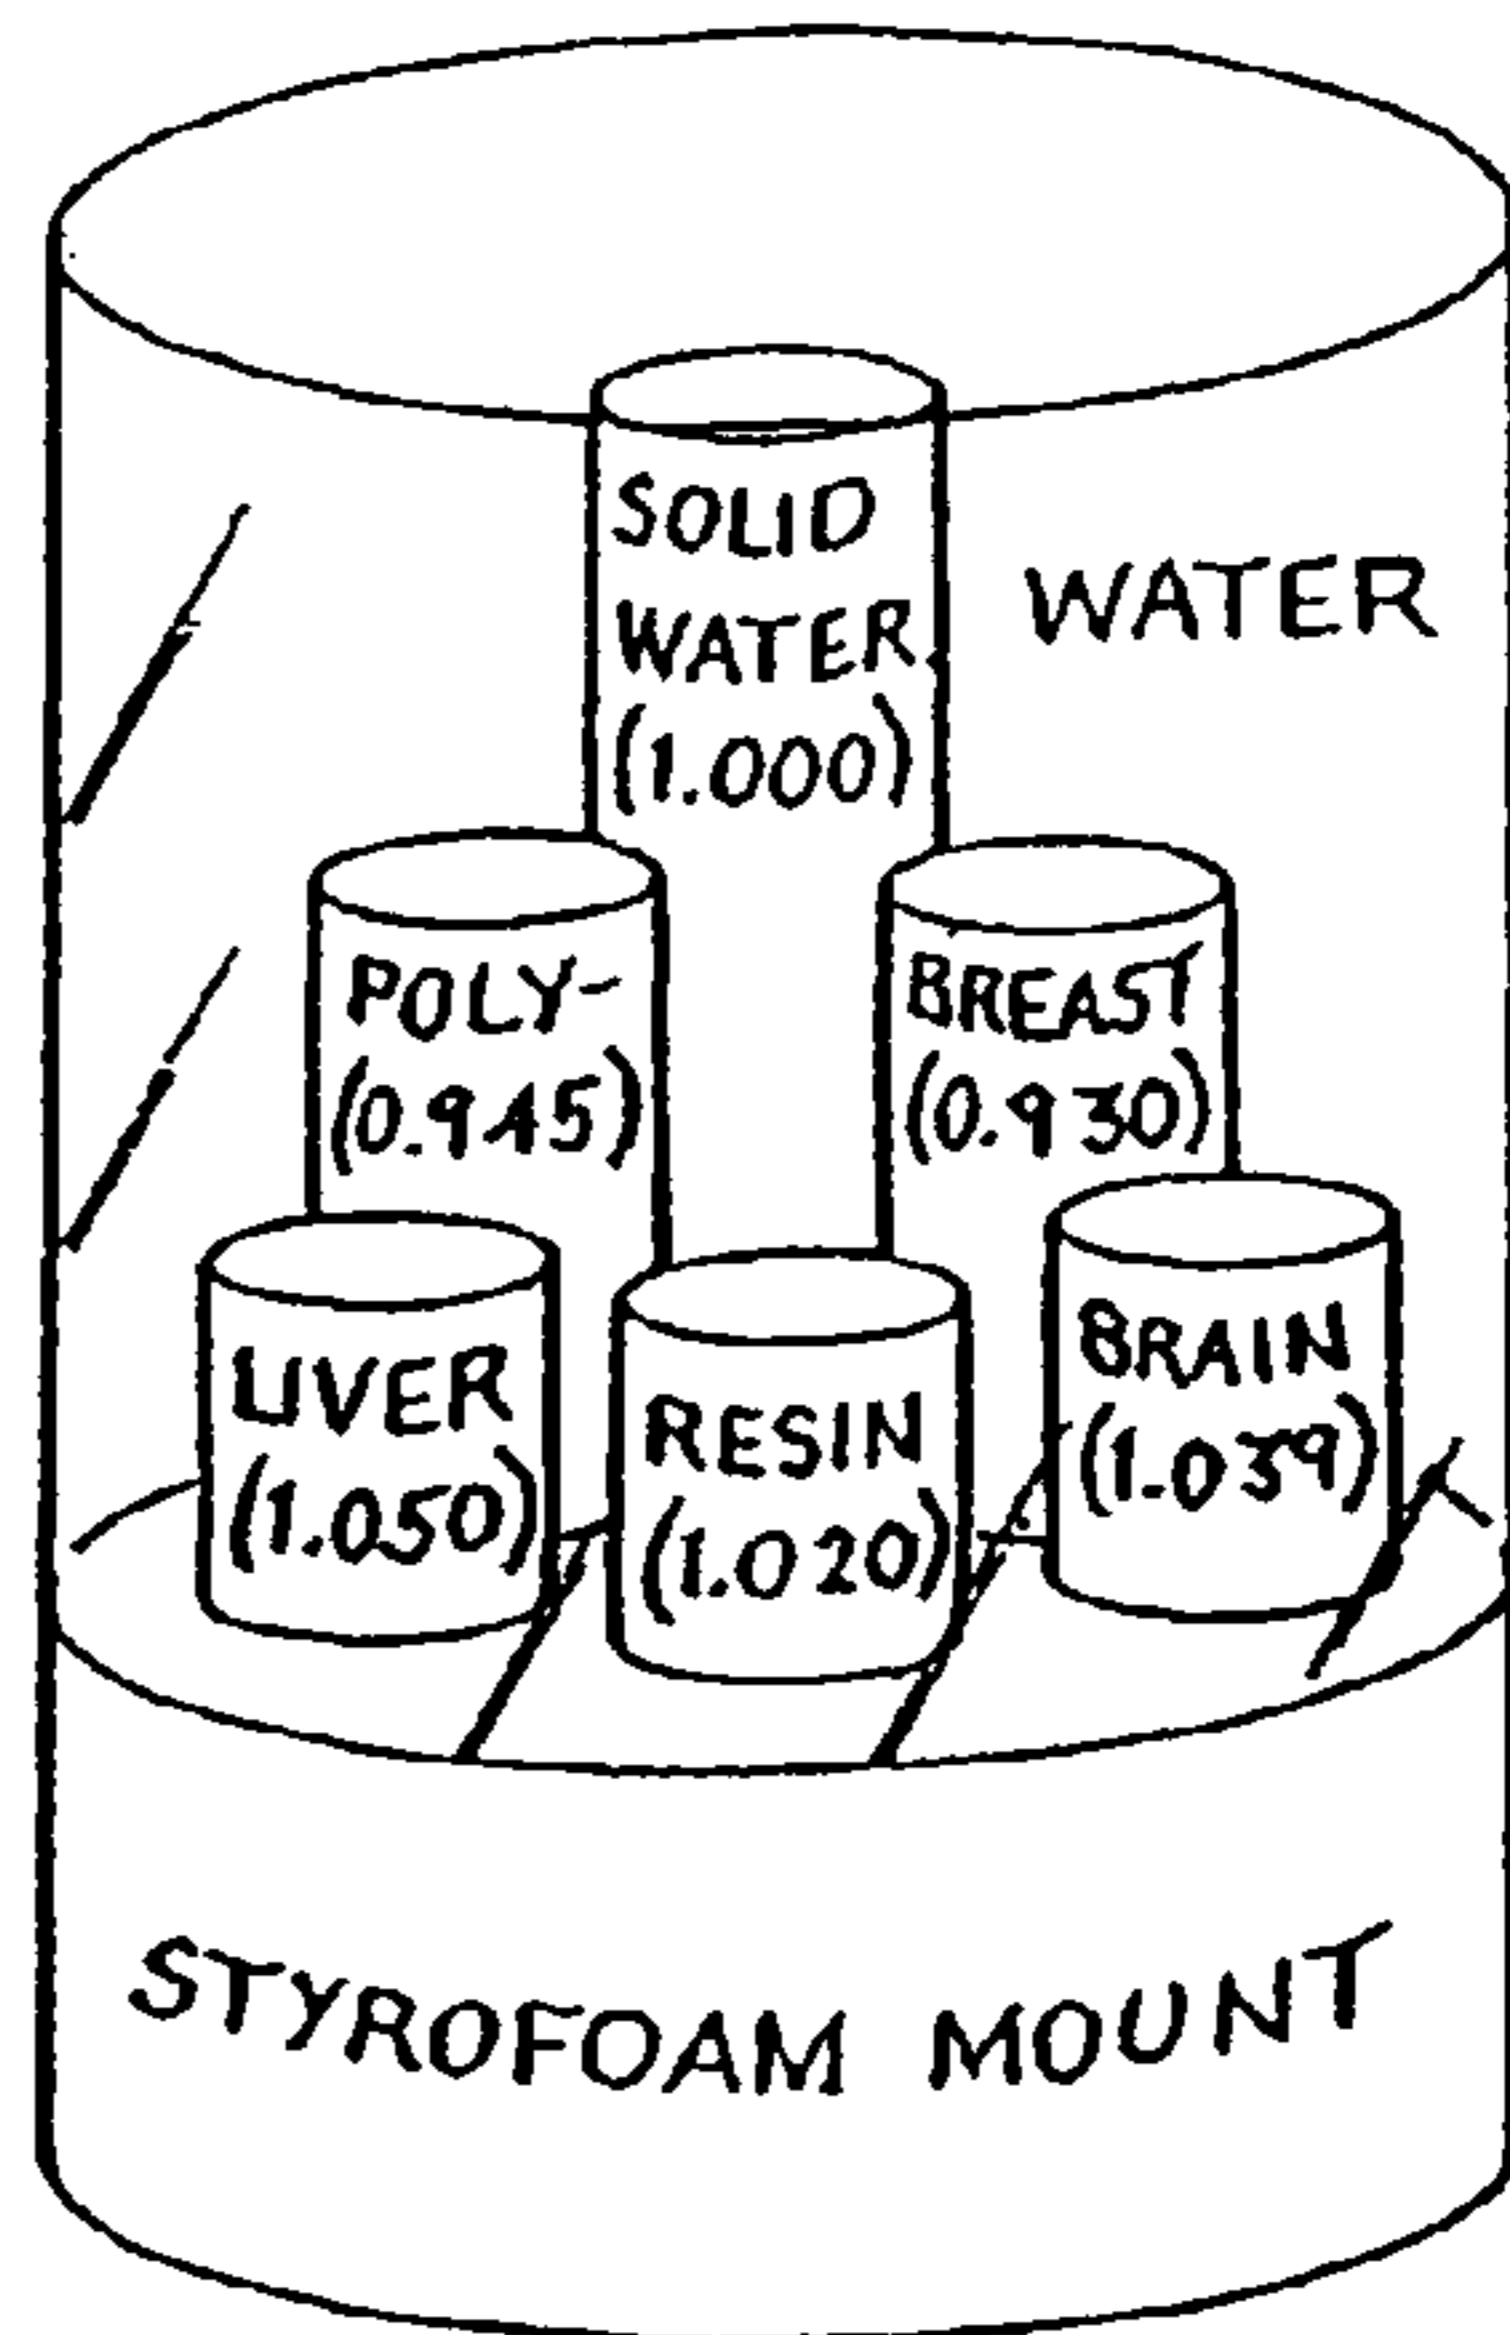 SOLID
WATER
(1.000)
WATER
POLY-
(0.945)
BREAST
(0.930)
LIVER
(1.050)
RESIN
(1.020)
BRAIN
(1.039)
STYROFOAM MOUNT